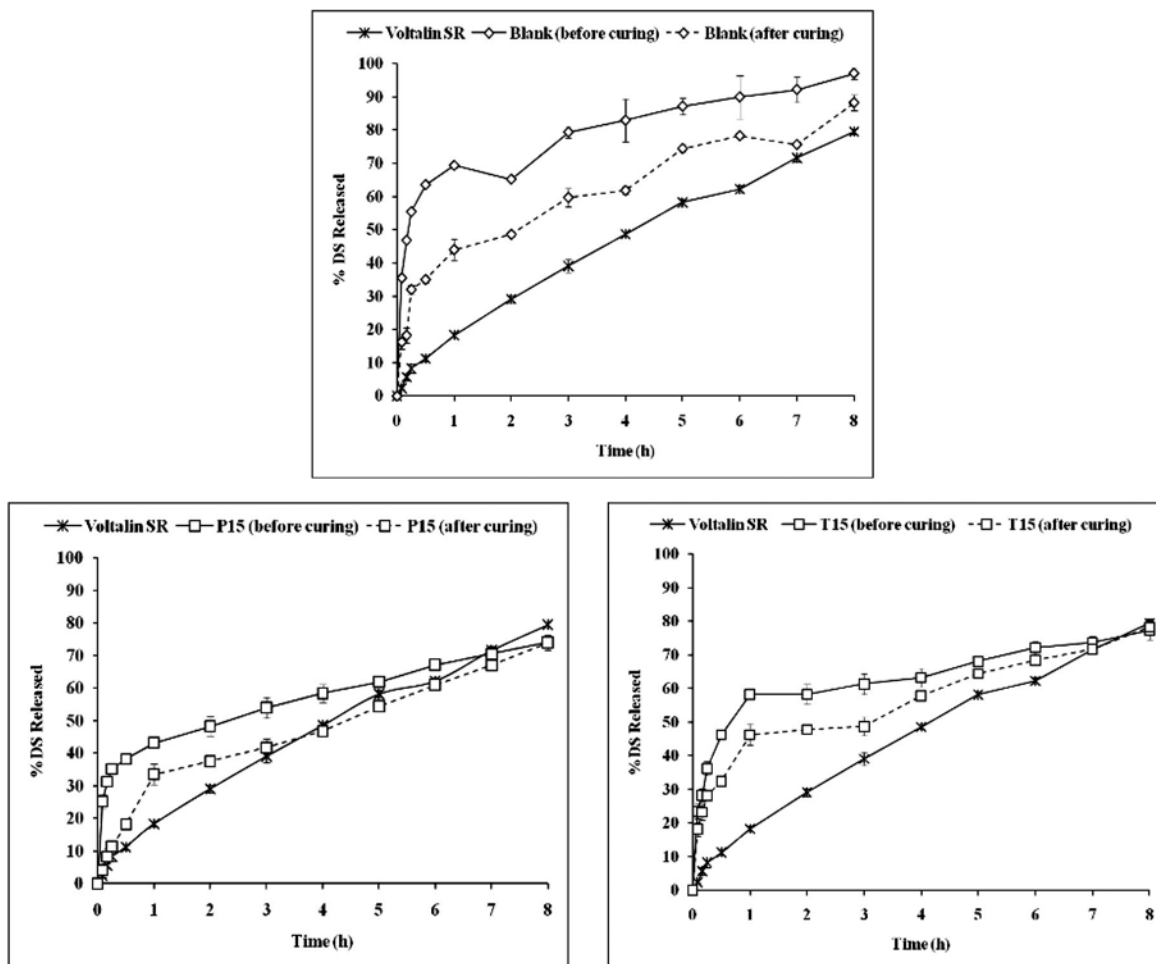 Voltalin SR Blank (before curing) Blank (after curing)
100
90
80
70
60
50
40
30
20
10
0
% DS Released
0 1 2 3 4 5 6 7 8
Time (h)
Voltalin SR P15 (before curing) P15 (after curing)
100
90
80
70
60
50
40
30
20
10
0
% DS Released
0 1 2 3 4 5 6 7 8
Time (h)
Voltalin SR T15 (before curing) T15 (after curing)
100
90
80
70
60
50
40
30
20
10
0
%DS Released
0 1 2 3 4 5 6 7 8
Time (h)